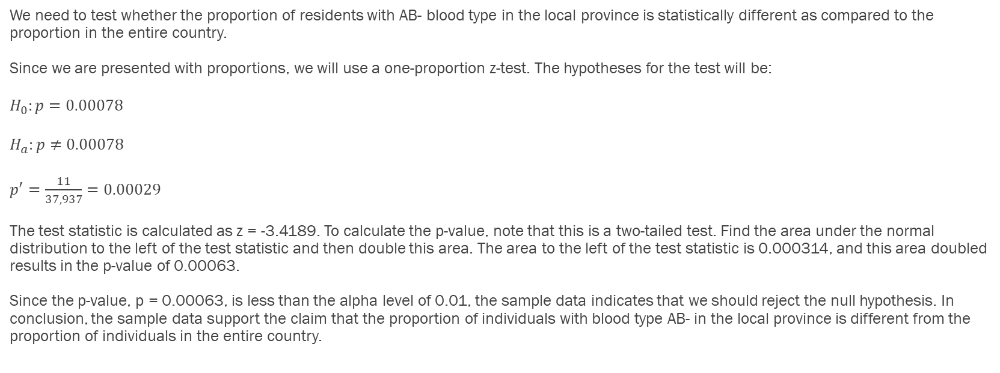 We need to test whether the proportion of residents with AB- blood type in the local province is statistically different as compared to the
proportion in the entire country.
Since we are presented with proportions, we will use a one-proportion z-test. The hypotheses for the test will be:
H₀: p = 0.00078
Hₐ: p ≠ 0.00078
p′ = 11/37,937 = 0.00029
The test statistic is calculated as z = -3.4189. To calculate the p-value, note that this is a two-tailed test. Find the area under the normal
distribution to the left of the test statistic and then double this area. The area to the left of the test statistic is 0.000314, and this area doubled
results in the p-value of 0.00063.
Since the p-value, p = 0.00063, is less than the alpha level of 0.01, the sample data indicates that we should reject the null hypothesis. In
conclusion, the sample data support the claim that the proportion of individuals with blood type AB- in the local province is different from the
proportion of individuals in the entire country.